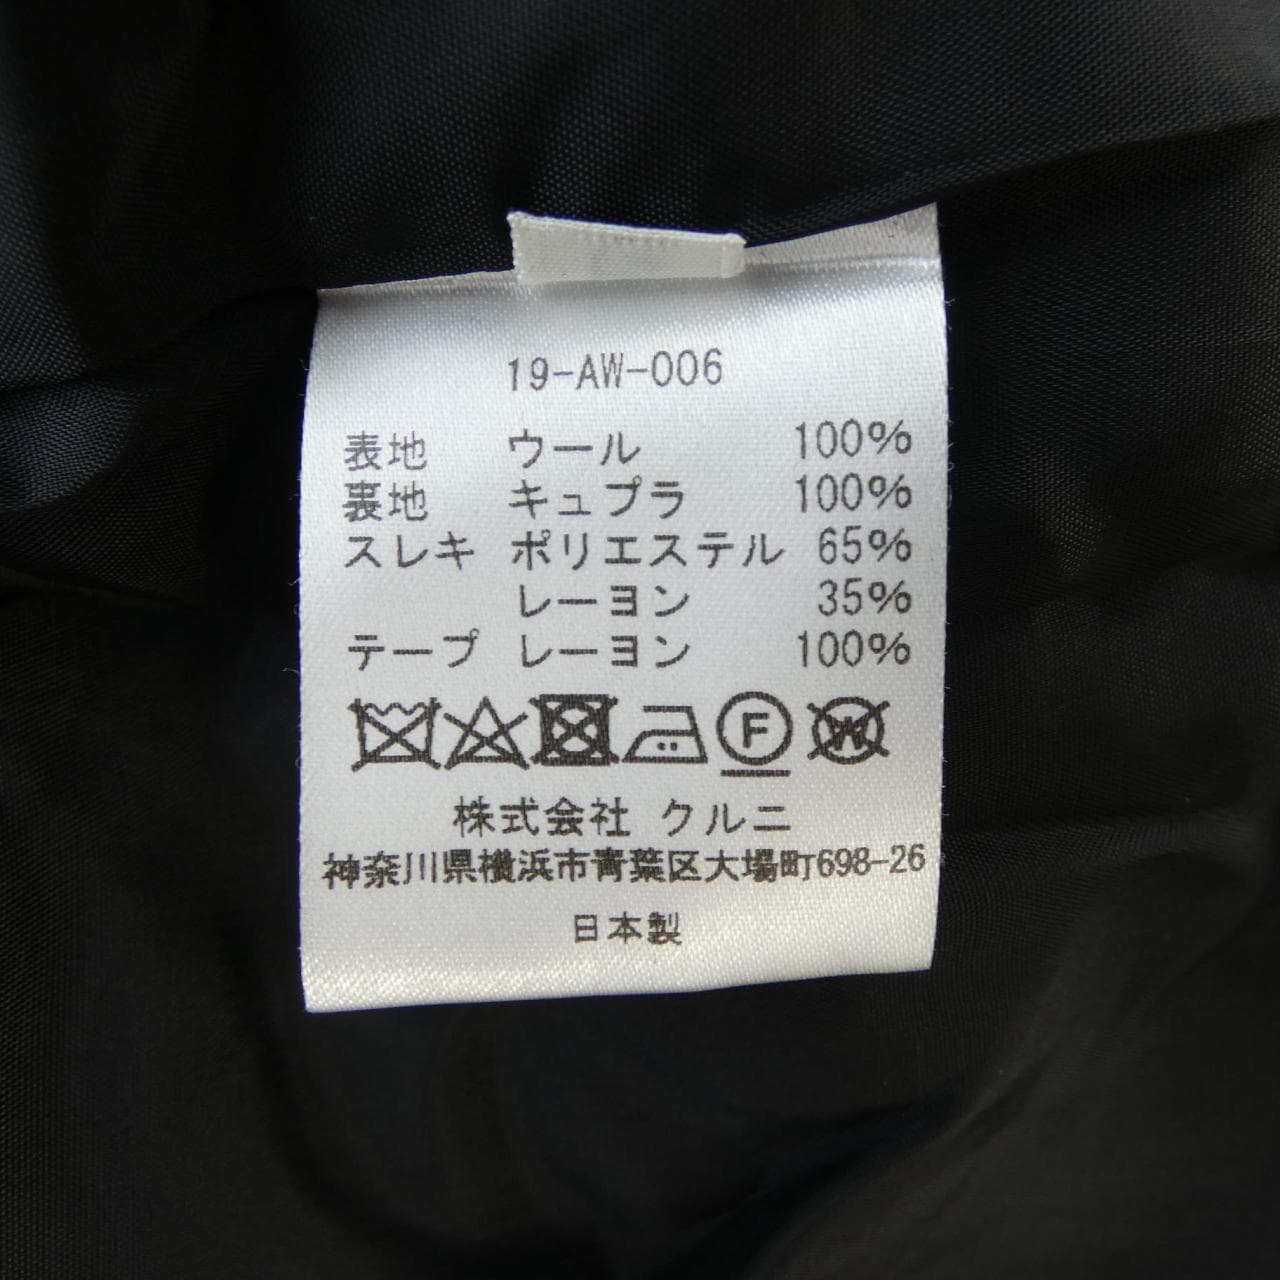 19-AW-006
表地 ウール 100%
裏地 キュプラ 100%
スレキ ポリエステル 65%
レーヨン 35%
テープ レーヨン 100%
F W
株式会社 クルニ
神奈川県横浜市青葉区大場町698-26
日本製